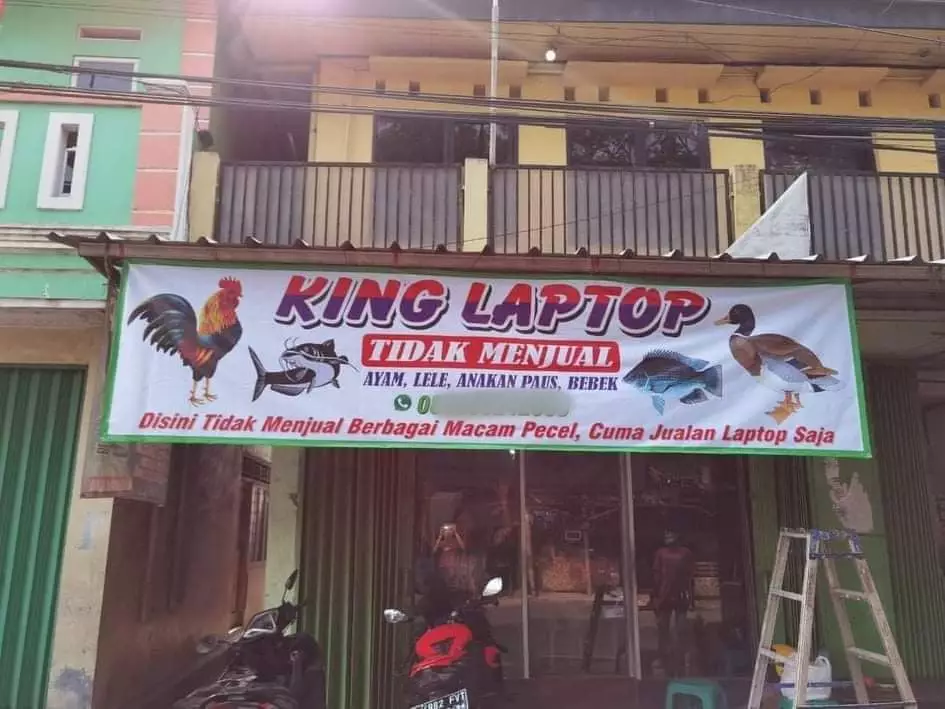 KING LAPTOP
TIDAK MENJUAL
AYAM, LELE, ANAKAN PAUS, BEBEK
Disini Tidak Menjual Berbagai Macam Pecel, Cuma Jualan Laptop Saja